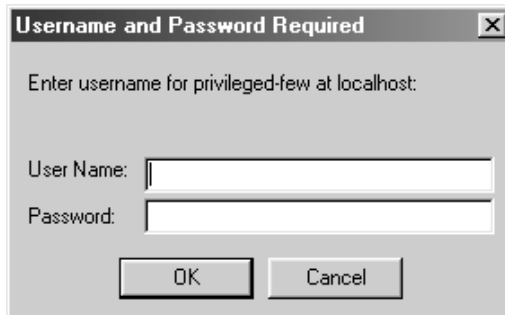 Username and Password Required
Enter username for privileged-few at localhost:
User Name:
Password:
OK Cancel